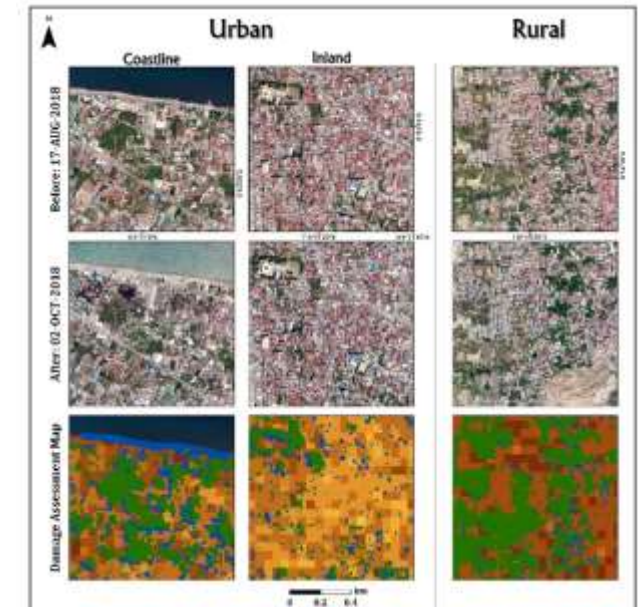 N
Urban
Rural
Coastline
Inland
Before: 17-AUG-2018
After: 02-OCT-2018
Damage Assessment Map
km
0 0.2 0.4